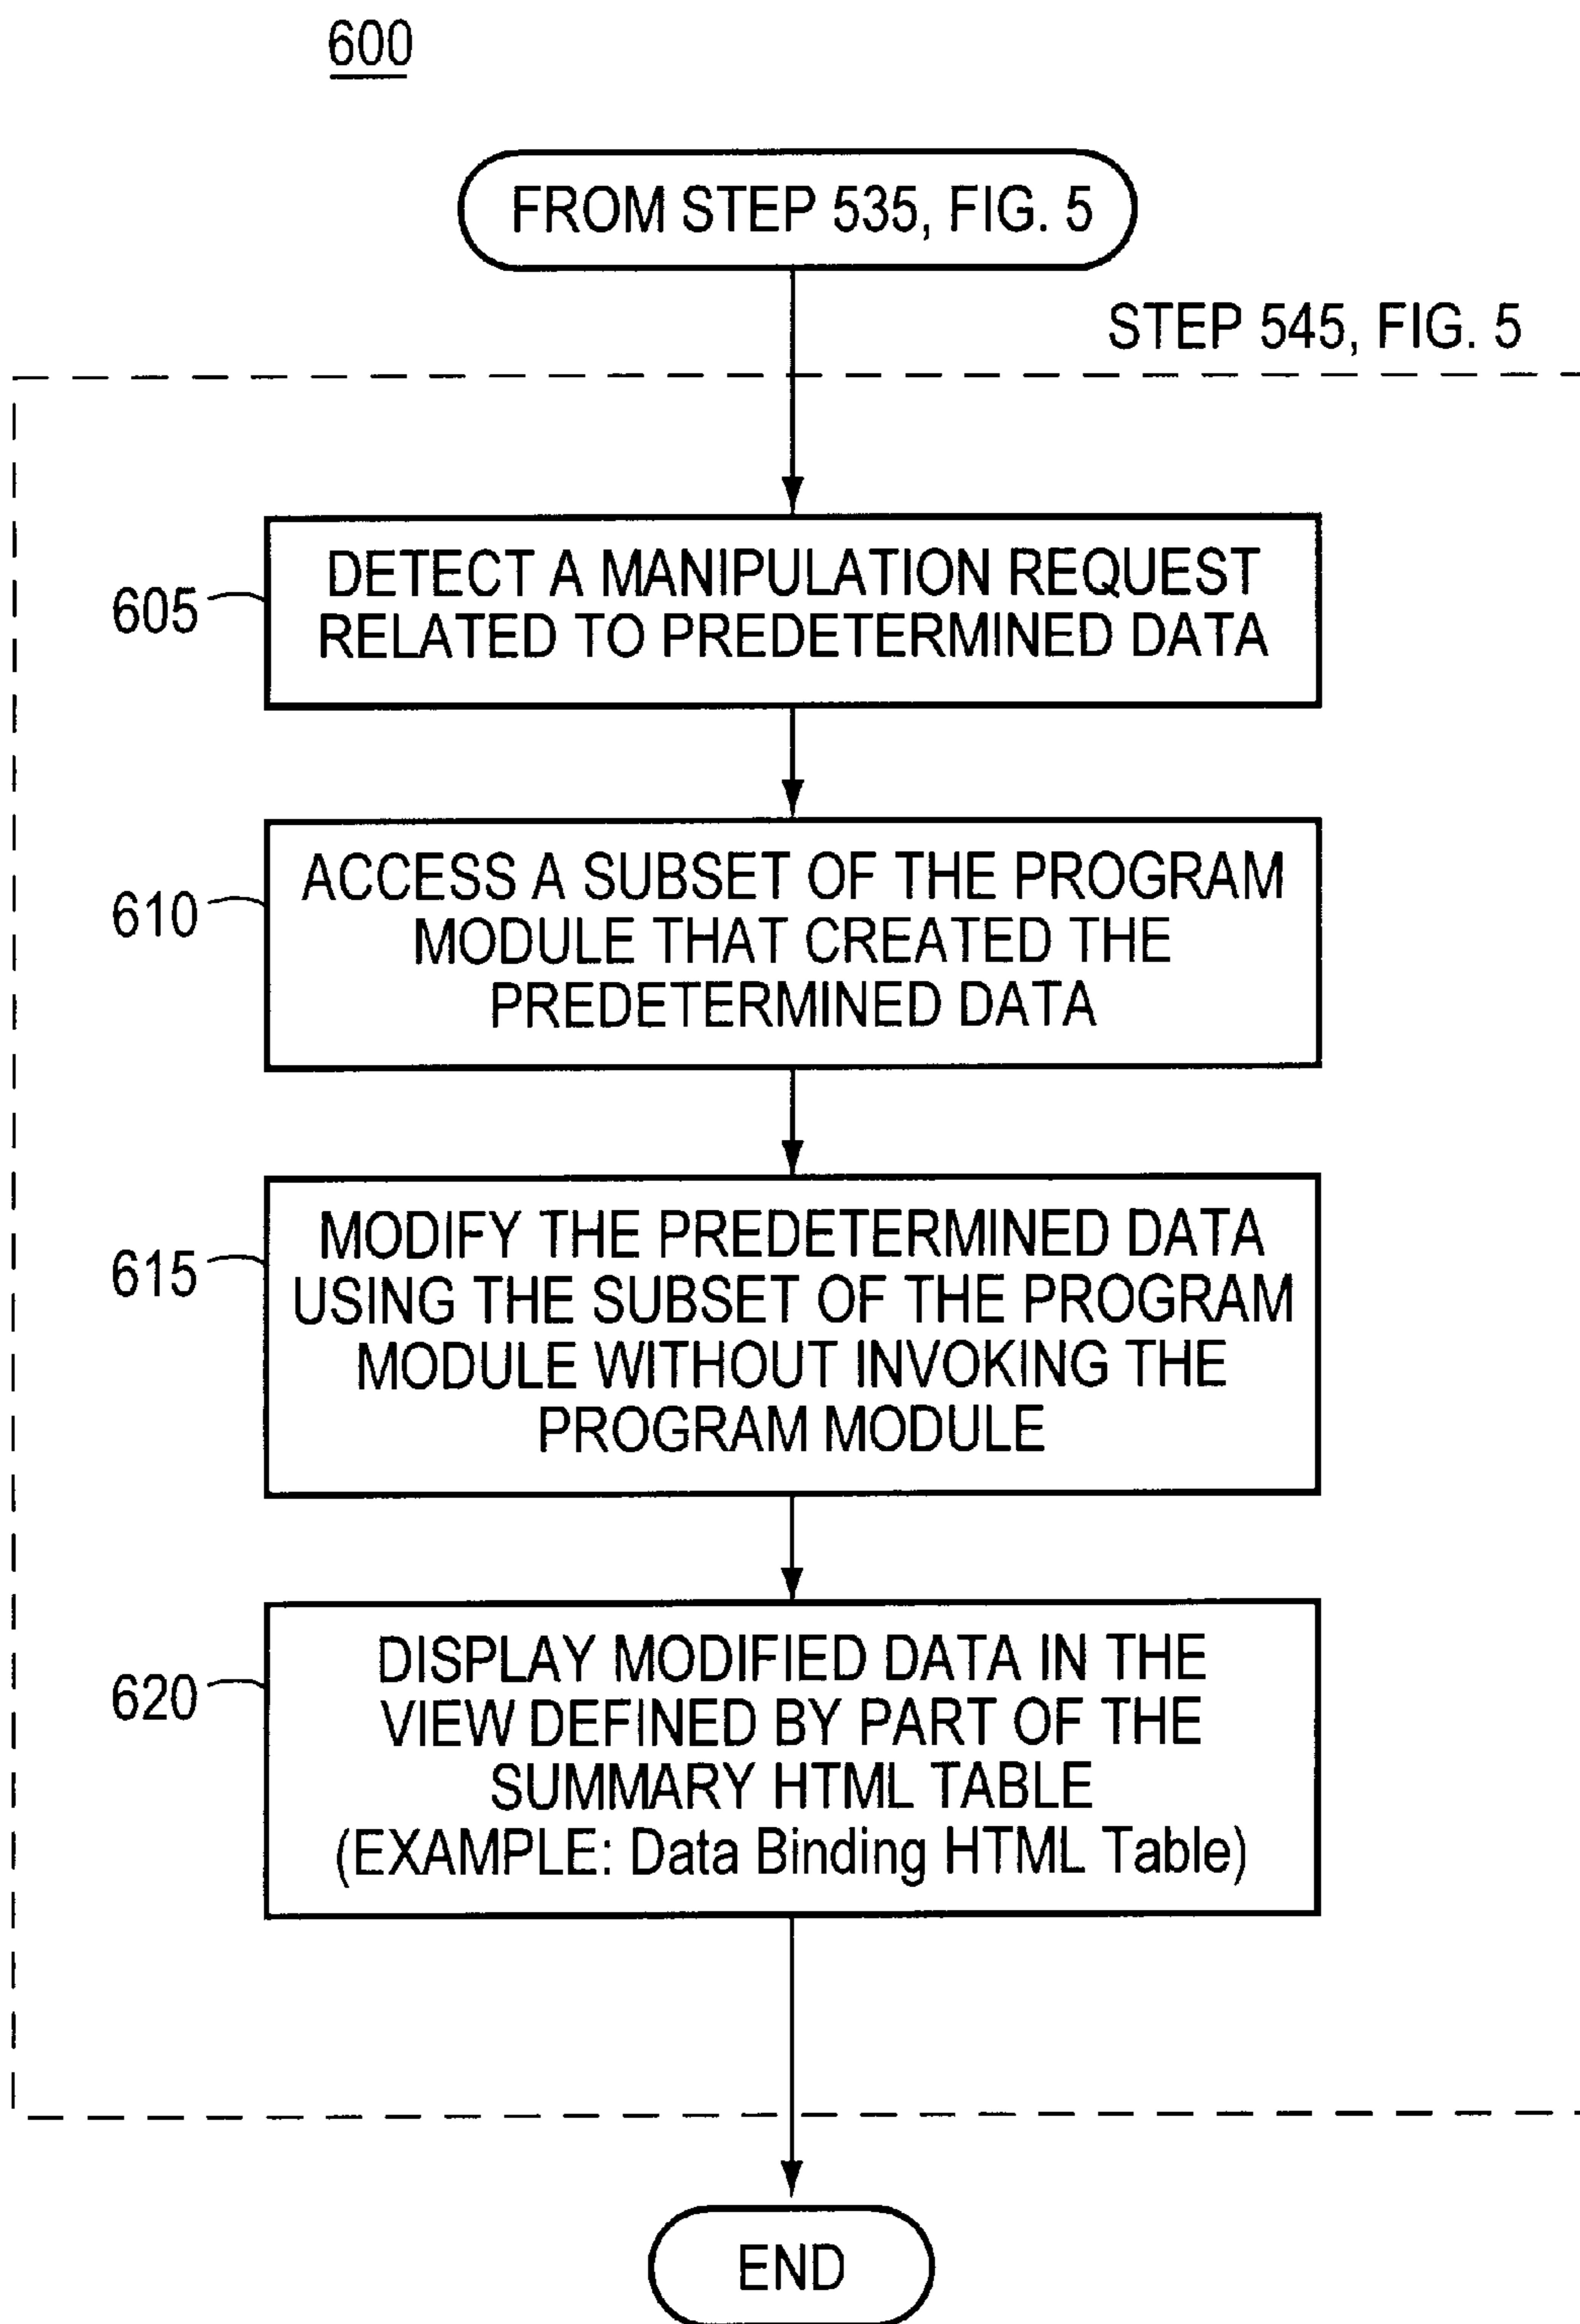 600
FROM STEP 535, FIG. 5
STEP 545, FIG. 5
605
DETECT A MANIPULATION REQUEST
RELATED TO PREDETERMINED DATA
610
ACCESS A SUBSET OF THE PROGRAM
MODULE THAT CREATED THE
PREDETERMINED DATA
615
MODIFY THE PREDETERMINED DATA
USING THE SUBSET OF THE PROGRAM
MODULE WITHOUT INVOKING THE
PROGRAM MODULE
620
DISPLAY MODIFIED DATA IN THE
VIEW DEFINED BY PART OF THE
SUMMARY HTML TABLE
(EXAMPLE: Data Binding HTML Table)
END